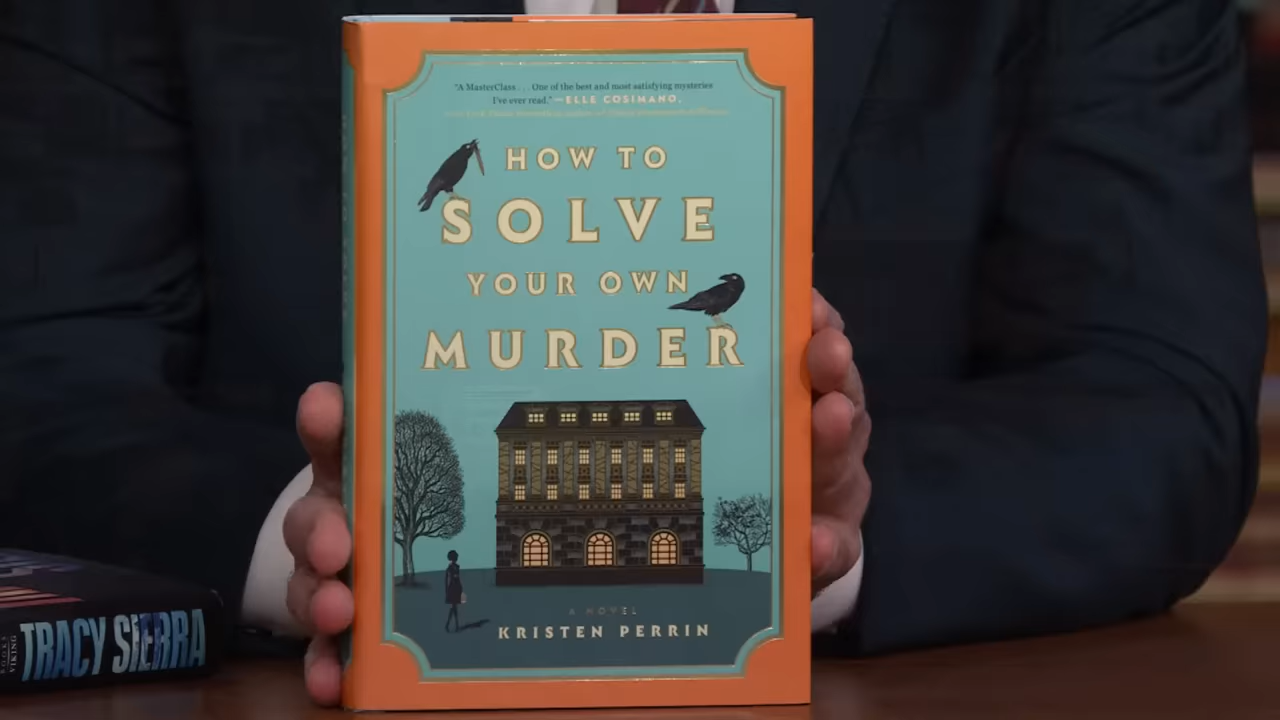 "A MasterClass . . . One of the best and most satisfying mysteries
I've ever read." —ELLE COSIMANO,
HOW TO
SOLVE
YOUR OWN
MURDER
A NOVEL
KRISTEN PERRIN
VIKING
TRACY SIERRA